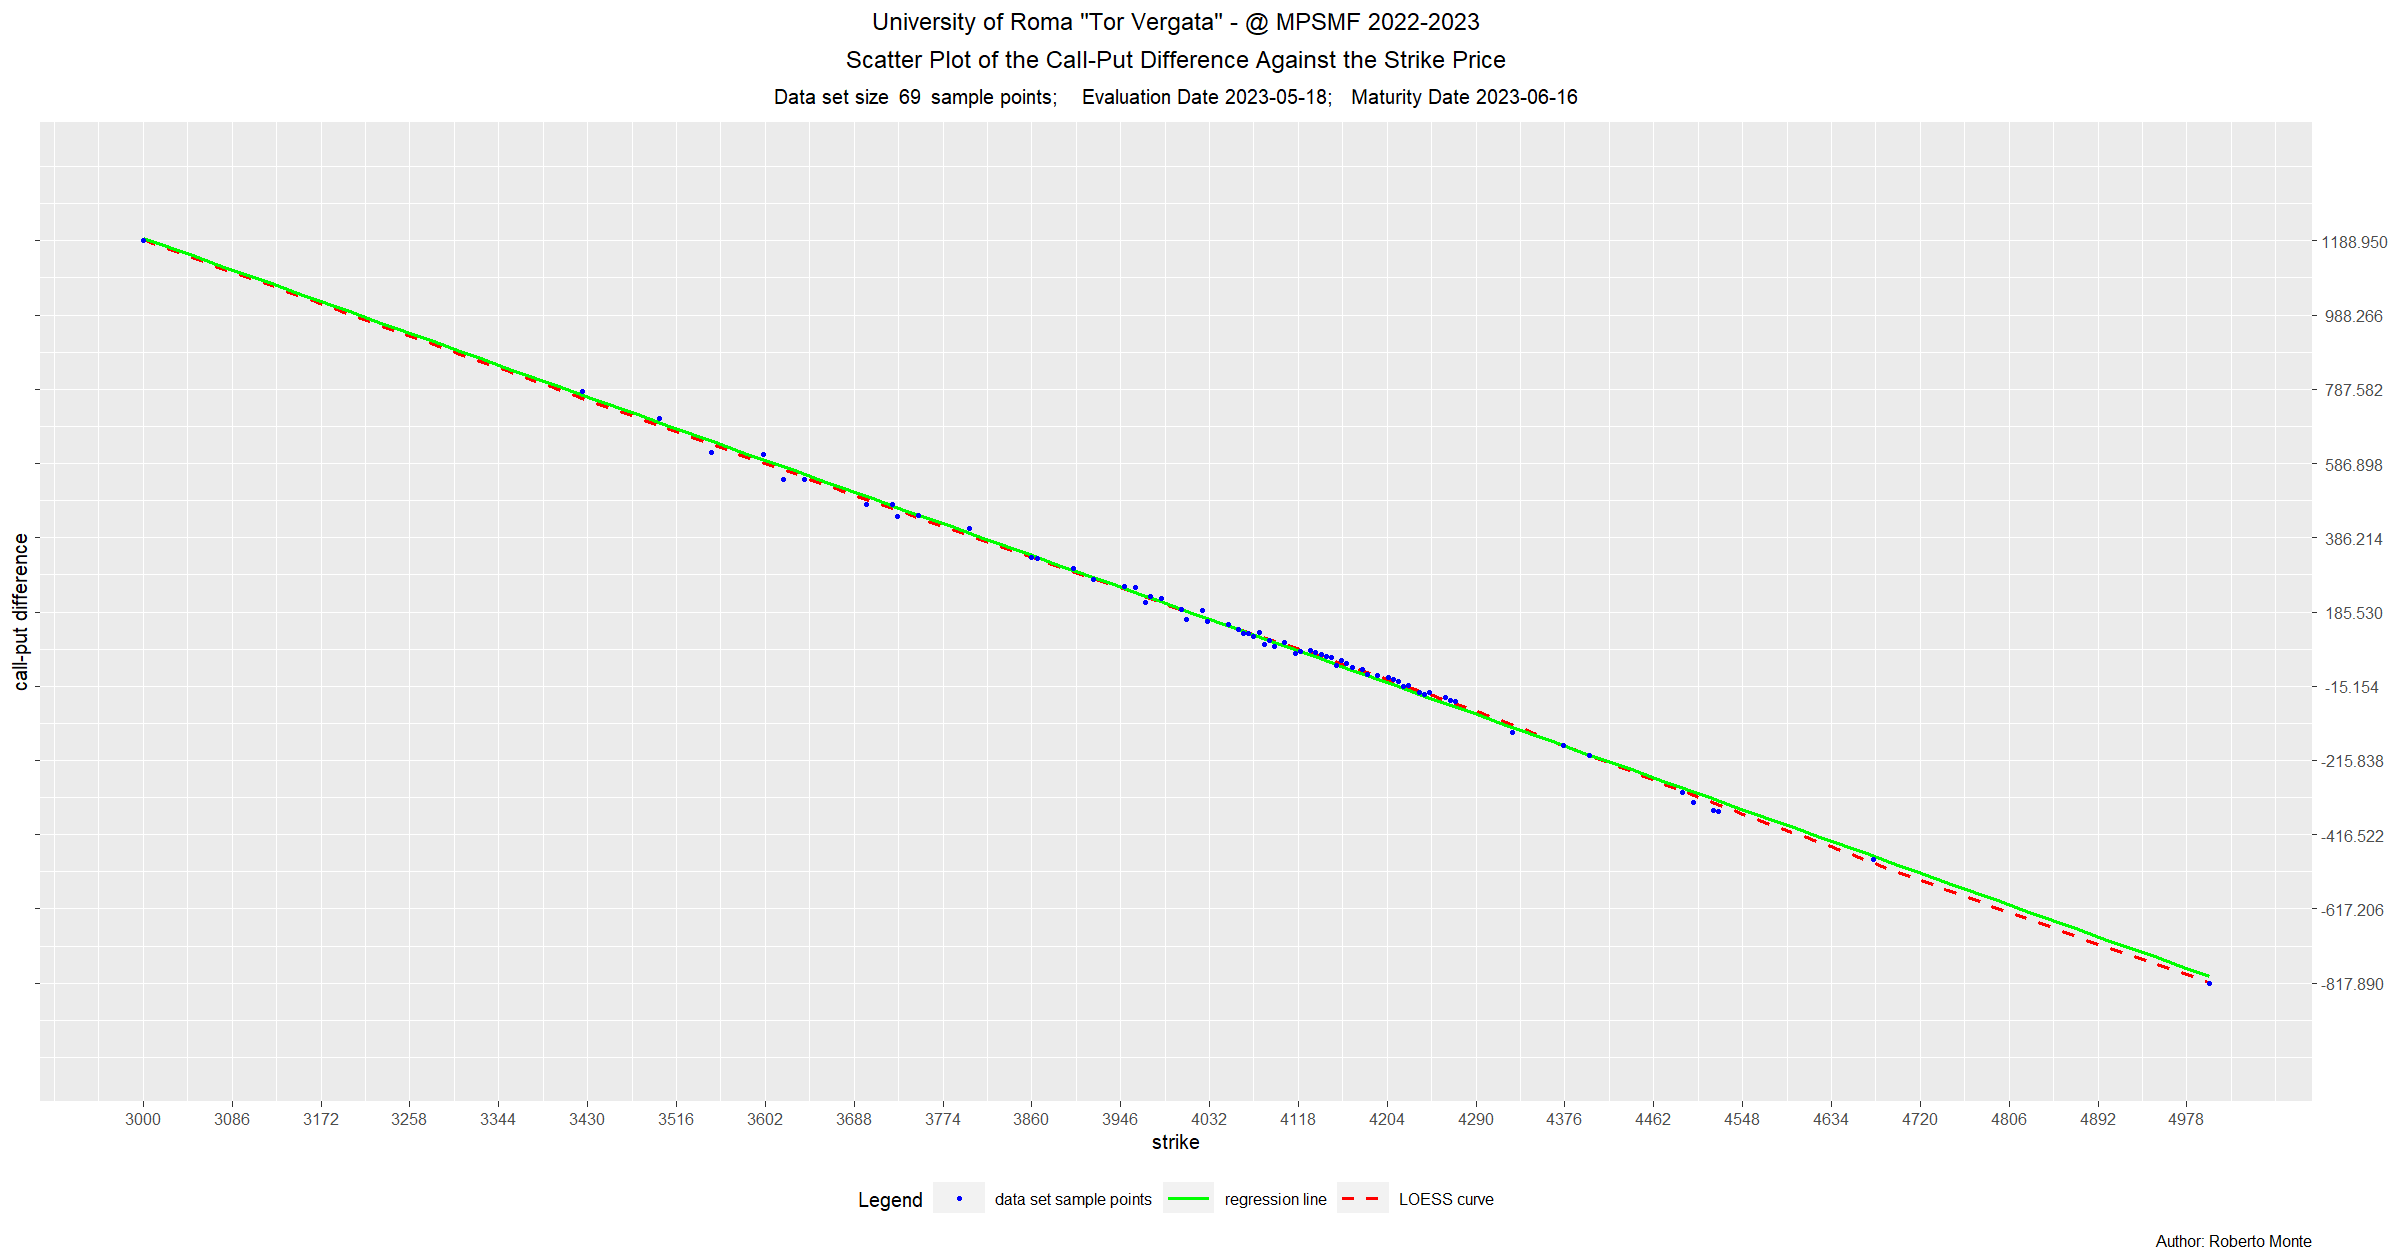 University of Roma "Tor Vergata" - @ MPSMF 2022-2023
Scatter Plot of the Call-Put Difference Against the Strike Price
Data set size 69 sample points; Evaluation Date 2023-05-18; Maturity Date 2023-06-16
call-put difference
1188.950
988.266
787.582
586.898
386.214
185.530
-15.154
-215.838
-416.522
-617.206
-817.890
3000 3086 3172 3258 3344 3430 3516 3602 3688 3774 3860 3946 4032 4118 4204 4290 4376 4462 4548 4634 4720 4806 4892 4978
strike
Legend data set sample points regression line LOESS curve
Author: Roberto Monte